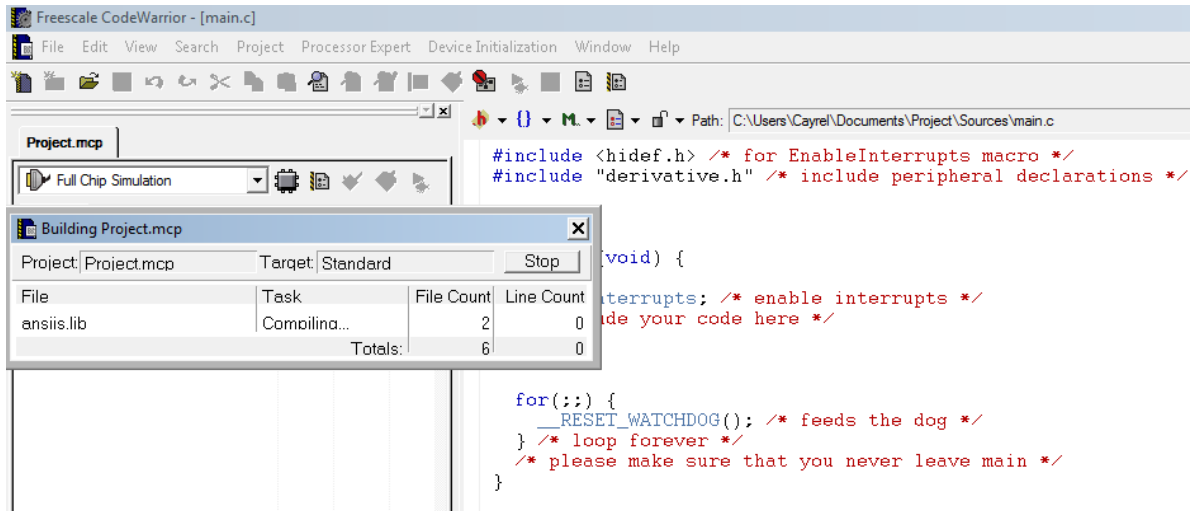 Freescale CodeWarrior - [main.c]
File Edit View Search Project Processor Expert Device Initialization Window Help
Path: C:\Users\Cayrel\Documents\Project\Sources\main.c
Project.mcp
Full Chip Simulation
#include <hidef.h> /* for EnableInterrupts macro */
#include "derivative.h" /* include peripheral declarations */
Building Project.mcp
Project: Project.mcp Target: Standard Stop
File Task File Count Line Count
ansiis.lib Compiling... 2 0
Totals: 6 0
(void) {
nterrupts; /* enable interrupts */
de your code here */
for(;;) {
__RESET_WATCHDOG(); /* feeds the dog */
} /* loop forever */
/* please make sure that you never leave main */
}